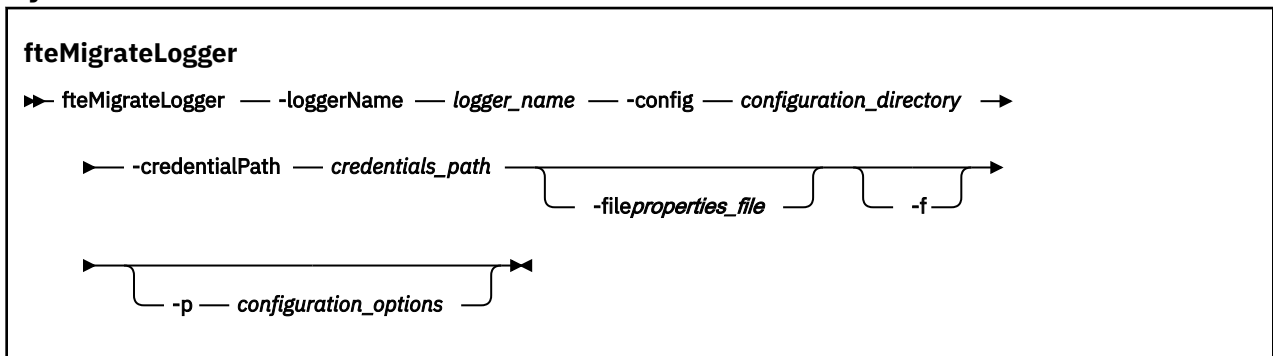 fteMigrateLogger
fteMigrateLogger -loggerName logger_name -config configuration_directory
-credentialPath credentials_path
-fileproperties_file -f
-p configuration_options